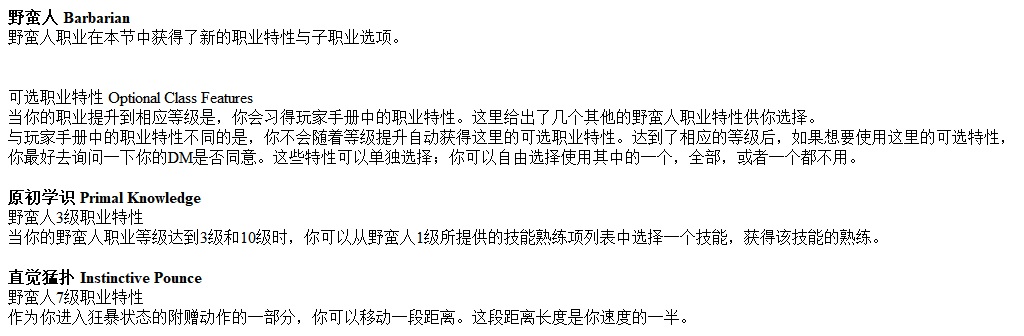 野蛮人 Barbarian
野蛮人职业在本节中获得了新的职业特性与子职业选项。
可选职业特性 Optional Class Features
当你的职业提升到相应等级是，你会习得玩家手册中的职业特性。这里给出了几个其他的野蛮人职业特性供你选择。
与玩家手册中的职业特性不同的是，你不会随着等级提升自动获得这里的可选职业特性。达到了相应的等级后，如果想要使用这里的可选特性，
你最好去询问一下你的DM是否同意。这些特性可以单独选择；你可以自由选择使用其中的一个，全部，或者一个都不用。
原初学识 Primal Knowledge
野蛮人3级职业特性
当你的野蛮人职业等级达到3级和10级时，你可以从野蛮人1级所提供的技能熟练项列表中选择一个技能，获得该技能的熟练。
直觉猛扑 Instinctive Pounce
野蛮人7级职业特性
作为你进入狂暴状态的附赠动作的一部分，你可以移动一段距离。这段距离长度是你速度的一半。